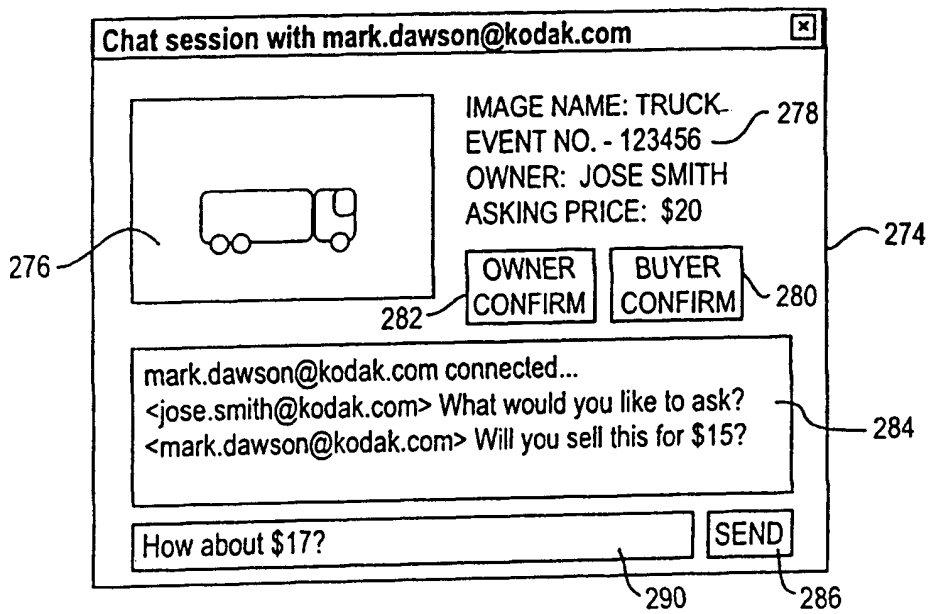 Chat session with mark.dawson@kodak.com
IMAGE NAME: TRUCK
278
EVENT NO. - 123456
OWNER: JOSE SMITH
ASKING PRICE: $20
274
276
OWNER CONFIRM
BUYER CONFIRM
280
282
mark.dawson@kodak.com connected...
<jose.smith@kodak.com> What would you like to ask?
<mark.dawson@kodak.com> Will you sell this for $15?
284
How about $17?
SEND
290
286